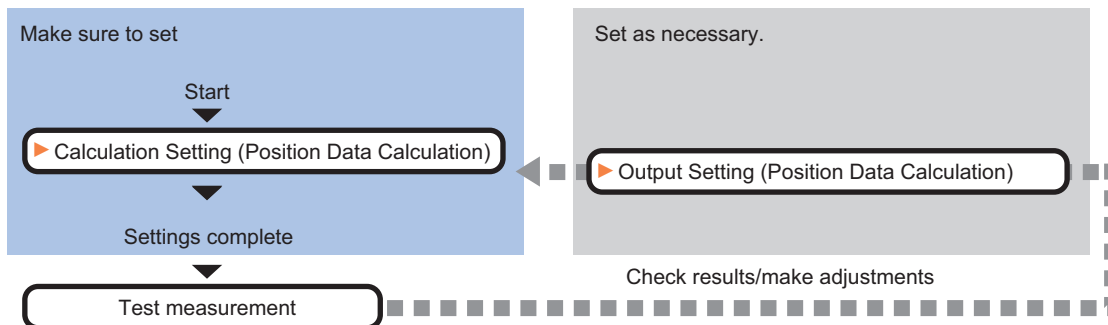 Make sure to set
Start
Calculation Setting (Position Data Calculation)
Settings complete
Test measurement
Set as necessary.
Output Setting (Position Data Calculation)
Check results/make adjustments